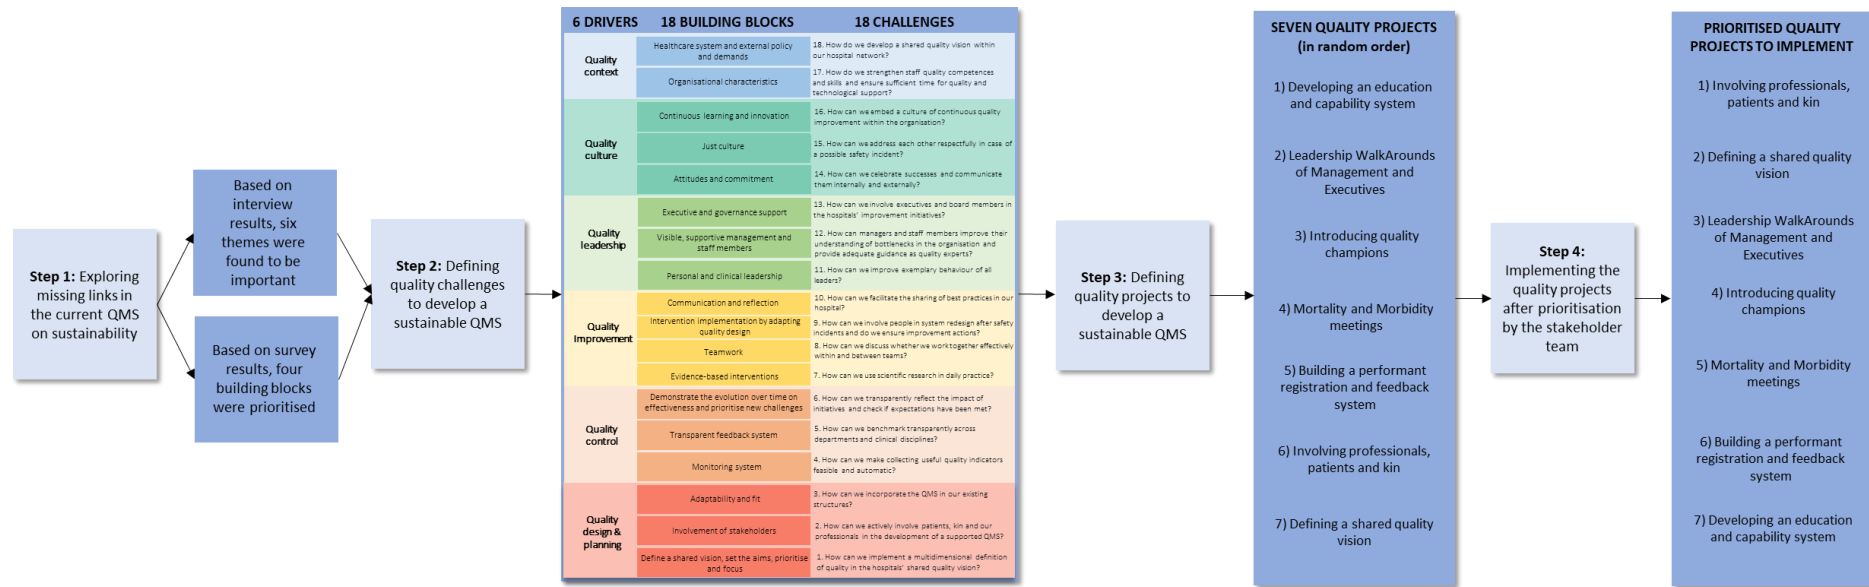 Step 1: Exploring
missing links in
the current QMS
on sustainability
Based on
interview
results, six
themes were
found to be
important
Based on survey
results, four
building blocks
were prioritised
Step 2: Defining
quality challenges
to develop a
sustainable QMS
6 DRIVERS
18 BUILDING BLOCKS
18 CHALLENGES
Quality
context
Healthcare system and external policy
and demands
18. How do we develop a shared quality vision within
our hospital network?
Organisational characteristics
17. How do we strengthen staff quality competences
and skills and ensure sufficient time for quality and
technological support?
Quality
culture
Continuous learning and innovation
16. How can we embed a culture of continuous quality
improvement within the organisation?
Just culture
15. How can we address each other respectfully in case of
a possible safety incident?
Attitudes and commitment
14. How can we celebrate successes and communicate
them internally and externally?
Quality
leadership
Executive and governance support
13. How can we involve executives and board members in
the hospitals' improvement initiatives?
Visible, supportive management and
staff members
12. How can managers and staff members improve their
understanding of bottlenecks in the organisation and
provide adequate guidance as quality experts?
Personal and clinical leadership
11. How can we improve exemplary behaviour of all
leaders?
Quality
Improvement
Communication and reflection
10. How can we facilitate the sharing of best practices in our
hospital?
Intervention implementation by adapting
quality design
9. How can we involve people in system redesign after safety
incidents and do we ensure improvement actions?
Teamwork
8. How can we discuss whether we work together effectively
within and between teams?
Evidence-based interventions
7. How can we use scientific research in daily practice?
Quality
control
Demonstrate the evolution over time on
effectiveness and prioritise new challenges
6. How can we transparently reflect the impact of
initiatives and check if expectations have been met?
Transparent feedback system
5. How can we benchmark transparently across
departments and clinical disciplines?
Monitoring system
4. How can we make collecting useful quality indicators
feasible and automatic?
Quality
design &
planning
Adaptability and fit
3. How can we incorporate the QMS in our existing
structures?
Involvement of stakeholders
2. How can we actively involve patients, kin and our
professionals in the development of a supported QMS?
Define a shared vision, set the aims, prioritise
and focus
1. How can we implement a multidimensional definition
of quality in the hospitals' shared quality vision?
Step 3: Defining
quality projects to
develop a
sustainable QMS
SEVEN QUALITY PROJECTS
(in random order)
1) Developing an education
and capability system
2) Leadership WalkArounds
of Management and
Executives
3) Introducing quality
champions
4) Mortality and Morbidity
meetings
5) Building a performant
registration and feedback
system
6) Involving professionals,
patients and kin
7) Defining a shared quality
vision
Step 4:
Implementing the
quality projects
after prioritisation
by the stakeholder
team
PRIORITISED QUALITY
PROJECTS TO IMPLEMENT
1) Involving professionals,
patients and kin
2) Defining a shared quality
vision
3) Leadership WalkArounds
of Management and
Executives
4) Introducing quality
champions
5) Mortality and Morbidity
meetings
6) Building a performant
registration and feedback
system
7) Developing an education
and capability system